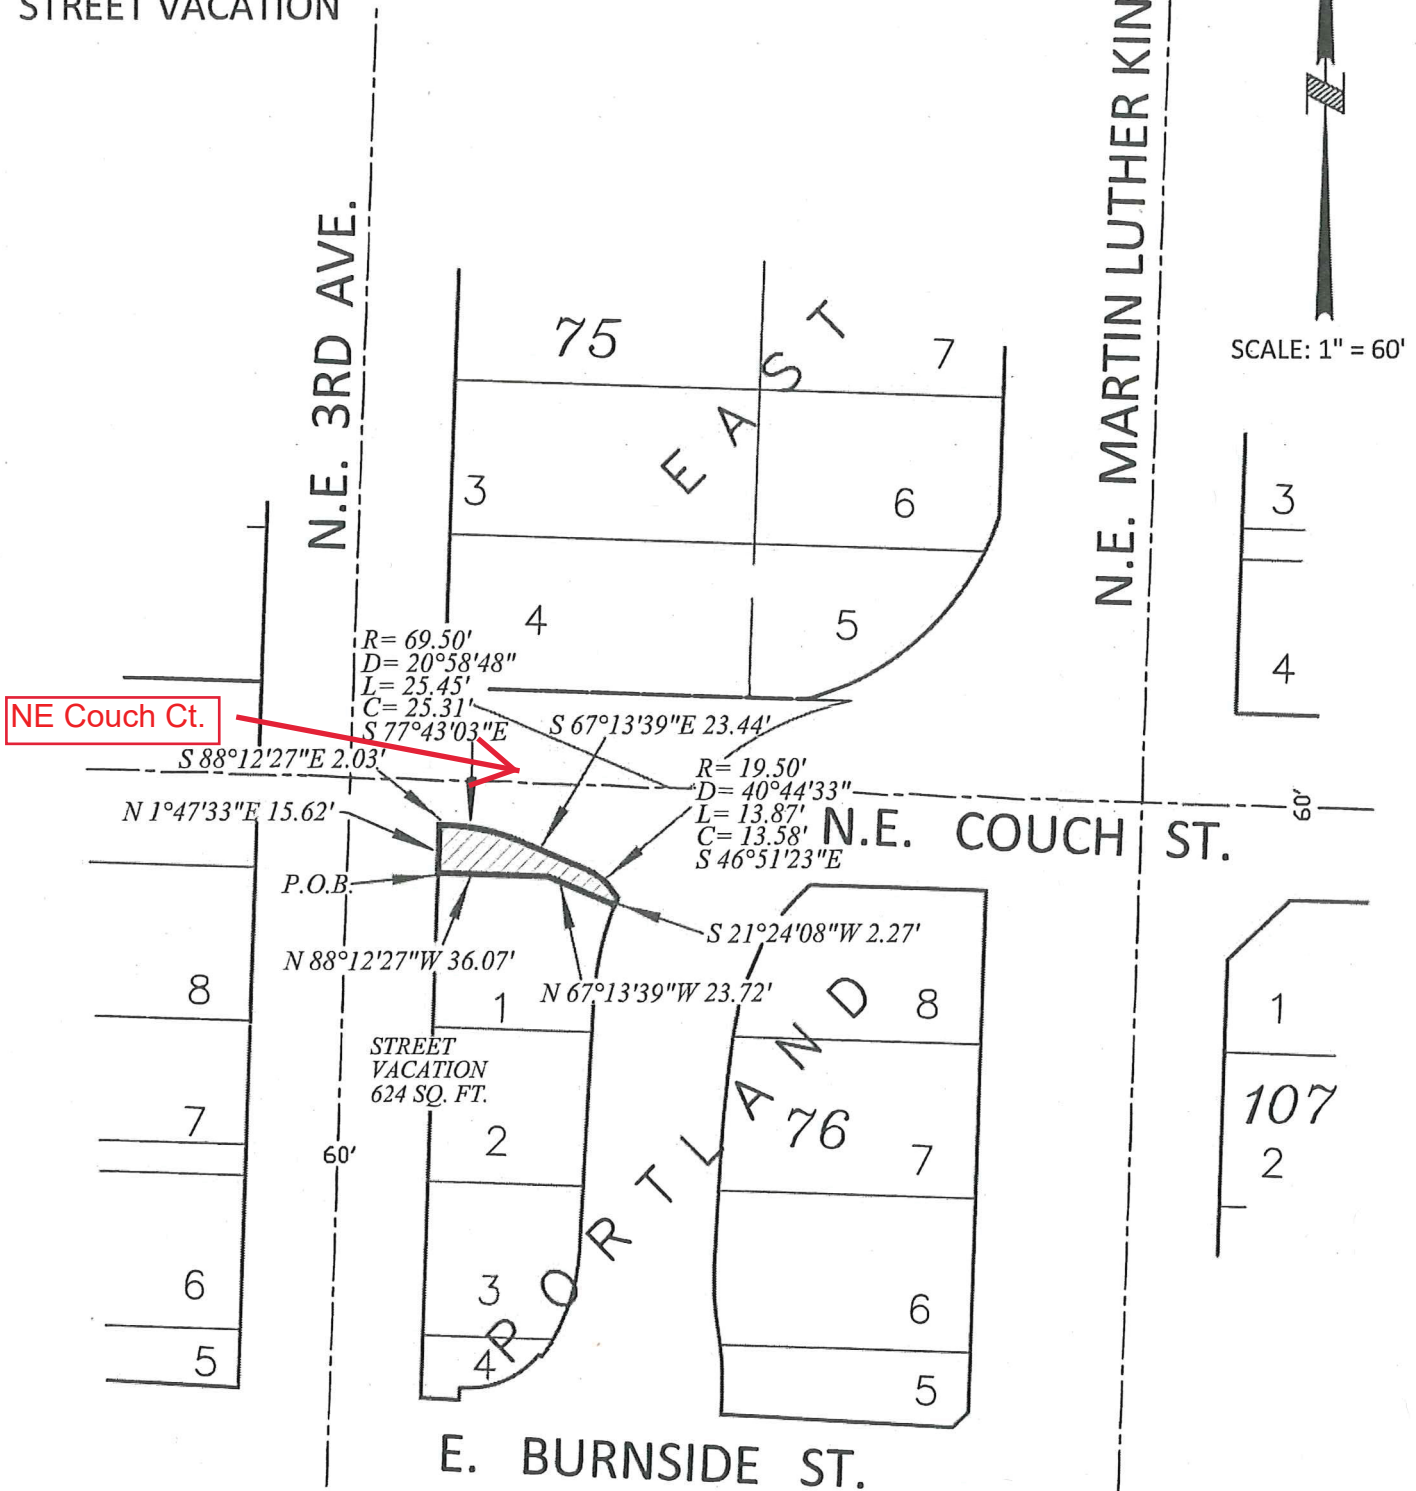 STREET VACATION
N.E. 3RD AVE.
N.E. MARTIN LUTHER KIN
SCALE: 1" = 60'
75
7
EAST
3
6
3
4
5
4
R= 69.50'
D= 20°58'48"
L= 25.45'
C= 25.31'
S 77°43'03"E
NE Couch Ct.
S 67°13'39"E 23.44'
S 88°12'27"E 2.03'
R= 19.50'
D= 40°44'33"
L= 13.87'
C= 13.58'
S 46°51'23"E
N 1°47'33"E 15.62'
N.E. COUCH ST.
60'
P.O.B.
S 21°24'08"W 2.27'
N 88°12'27"W 36.07'
N 67°13'39"W 23.72'
8
1
8
1
STREET
VACATION
624 SQ. FT.
PORTLAND
76
107
7
2
7
2
60'
6
3
6
5
4
5
E. BURNSIDE ST.